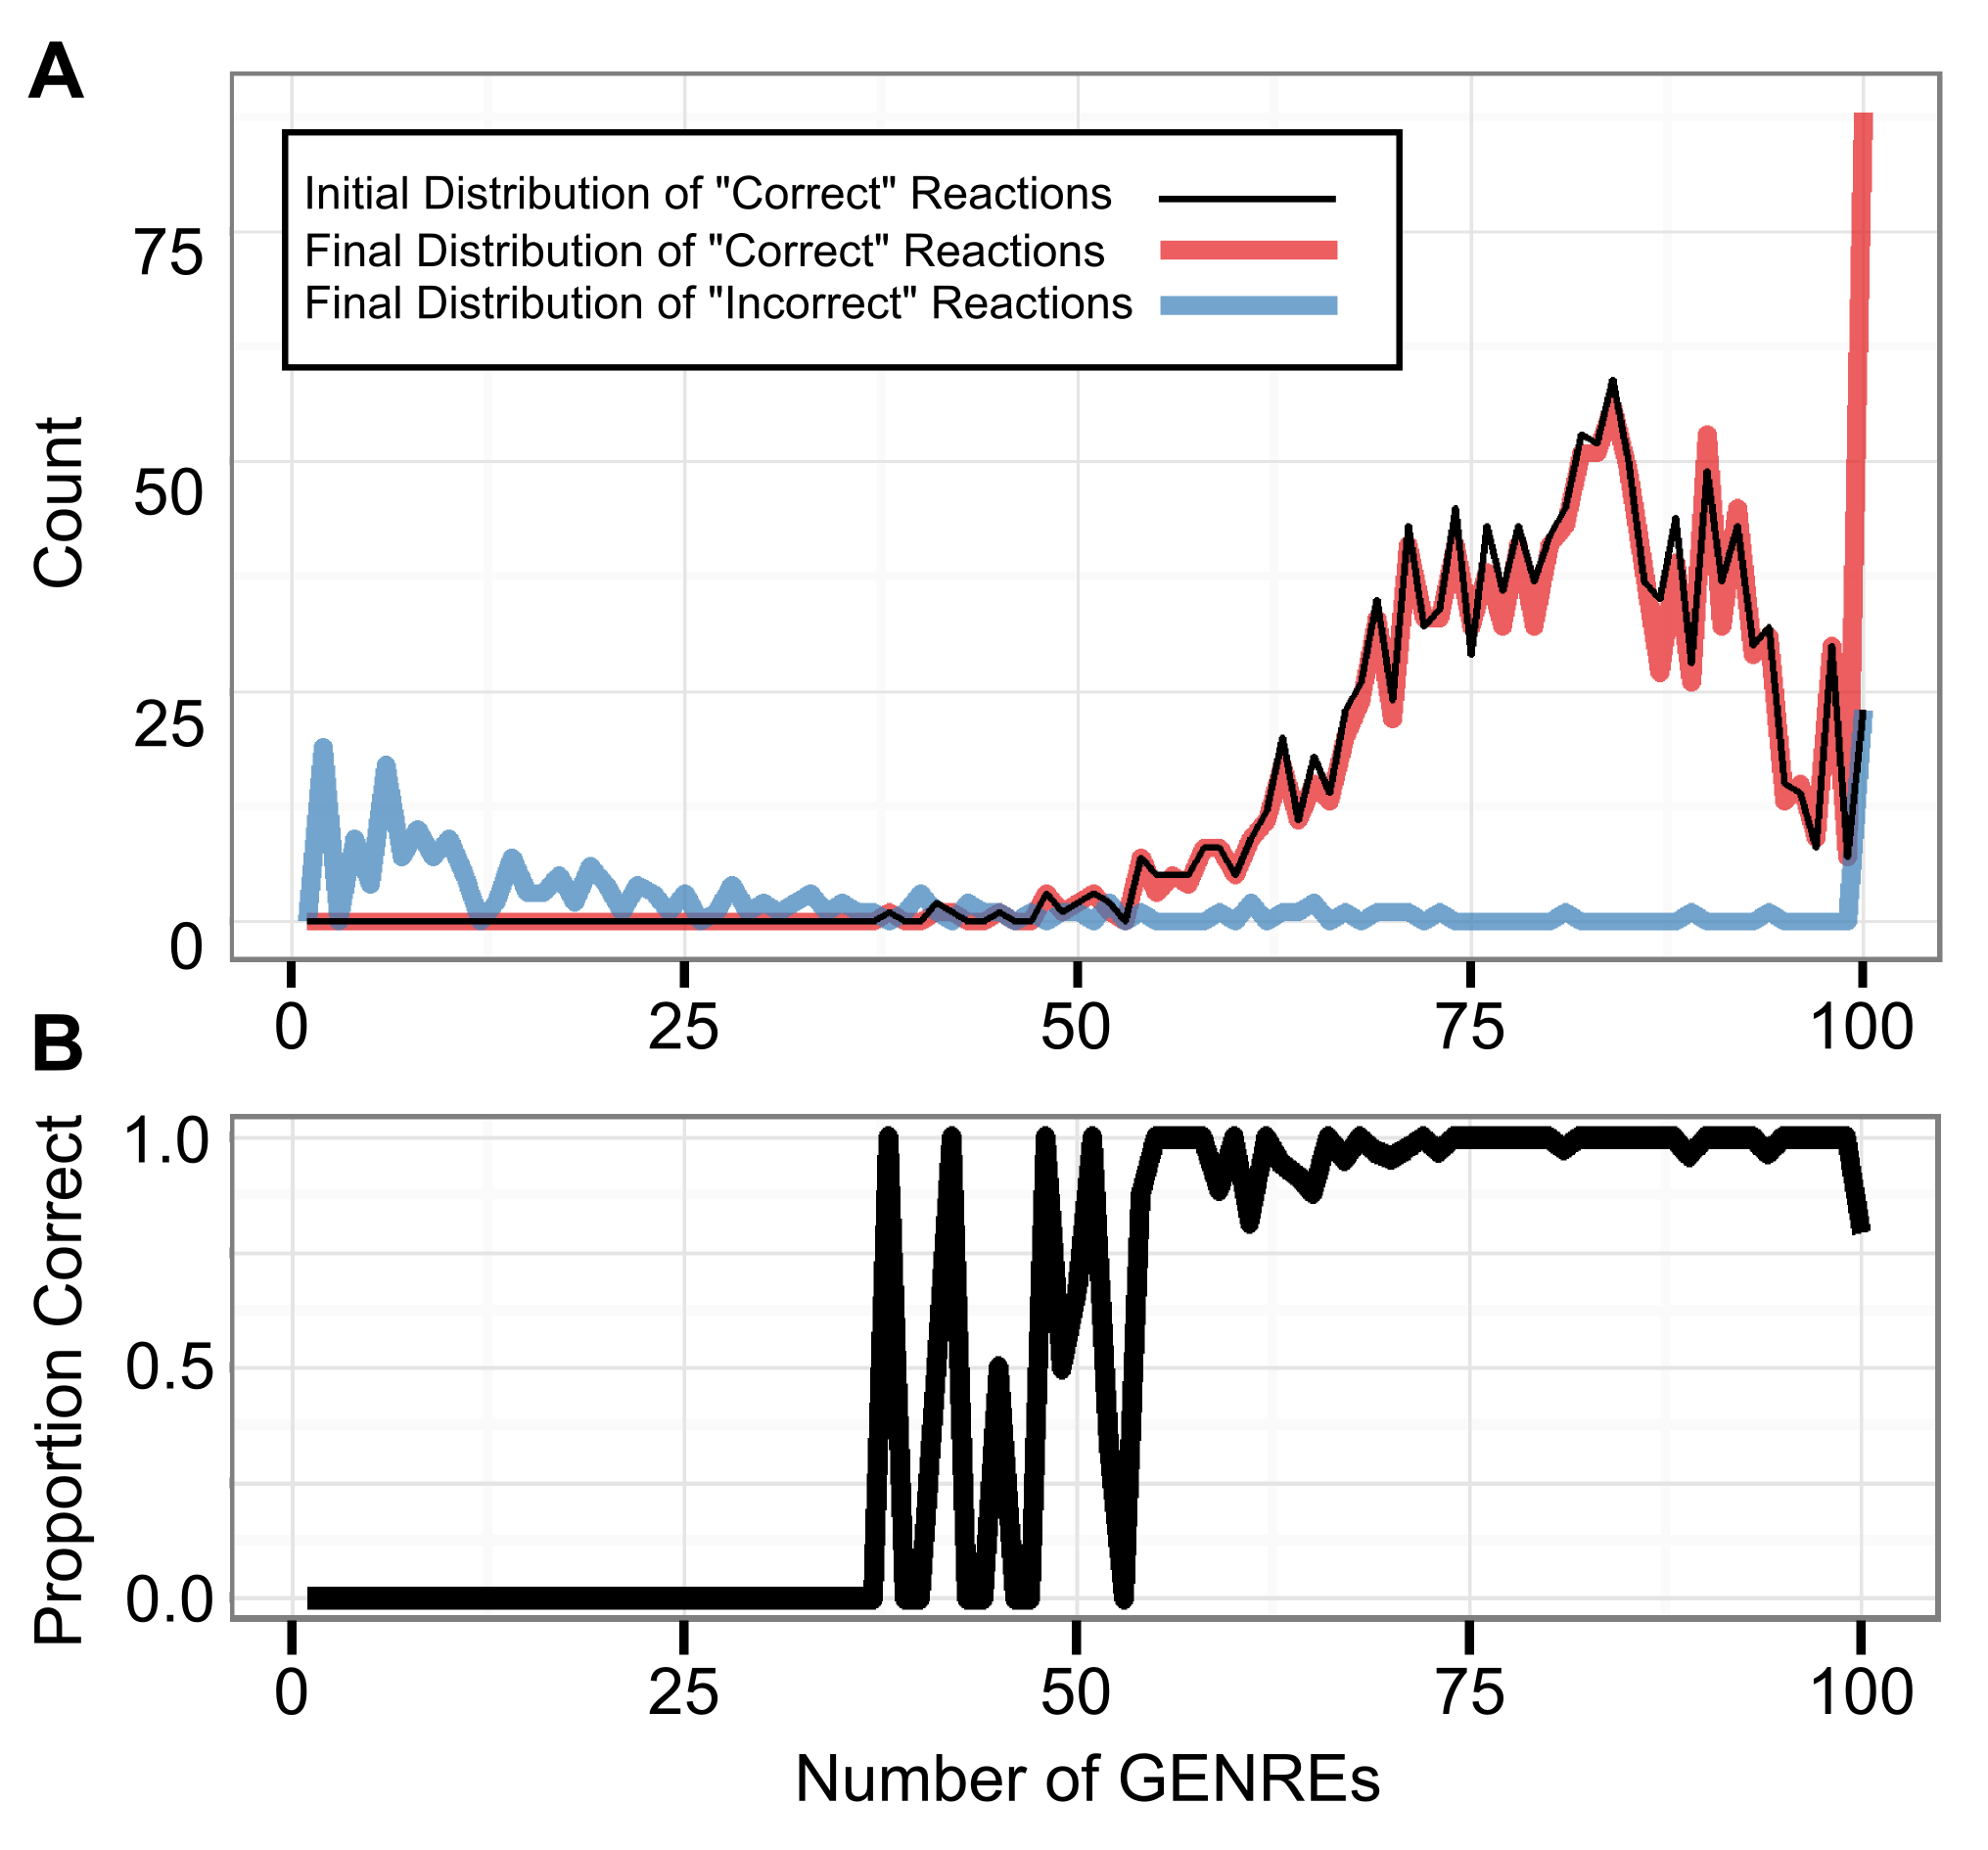 A
Initial Distribution of "Correct" Reactions
Final Distribution of "Correct" Reactions
Final Distribution of "Incorrect" Reactions
Count
75
50
25
0
0 25 50 75 100
B
Proportion Correct
1.0
0.5
0.0
0 25 50 75 100
Number of GENREs